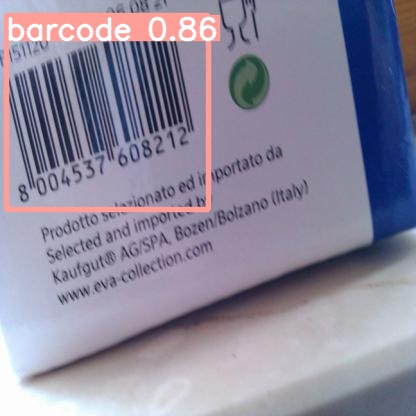 barcode 0.86
527
8 004537 608212
Prodotto selezionato ed importato da
Selected and imported by
Kaufgut® AG/SPA, Bozen/Bolzano (Italy)
www.eva-collection.com